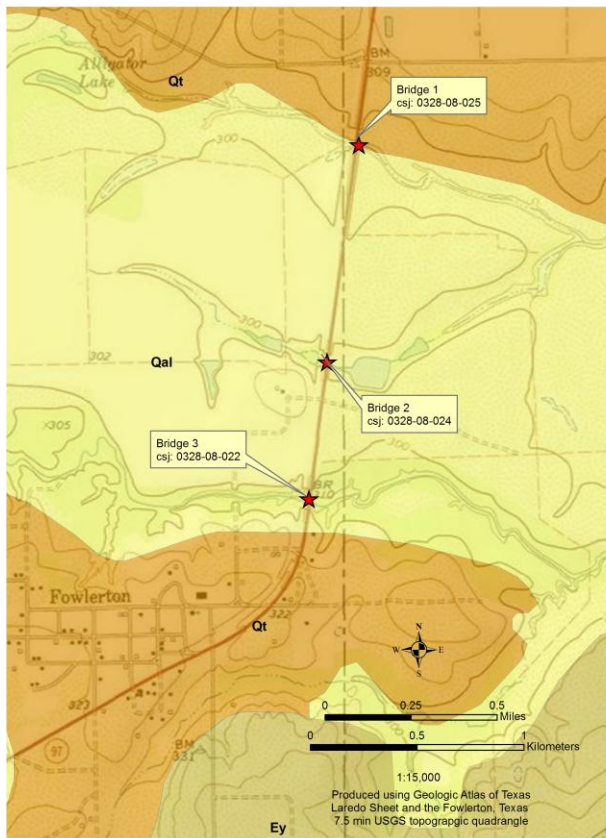 Alligator
Lake
Qt
BM
309
Bridge 1
csj: 0328-08-025
300
300
302
Qal
Bridge 2
csj: 0328-08-024
x305
Bridge 3
csj: 0328-08-022
300
BR
Fowlerton
322
Qt
N
W E
S
0 0.25 0.5
Miles
0 0.5 1
Kilometers
323
97
BM
331
1:15,000
Produced using Geologic Atlas of Texas
Laredo Sheet and the Fowlerton, Texas
7.5 min USGS topograpgic quadrangle
Ey